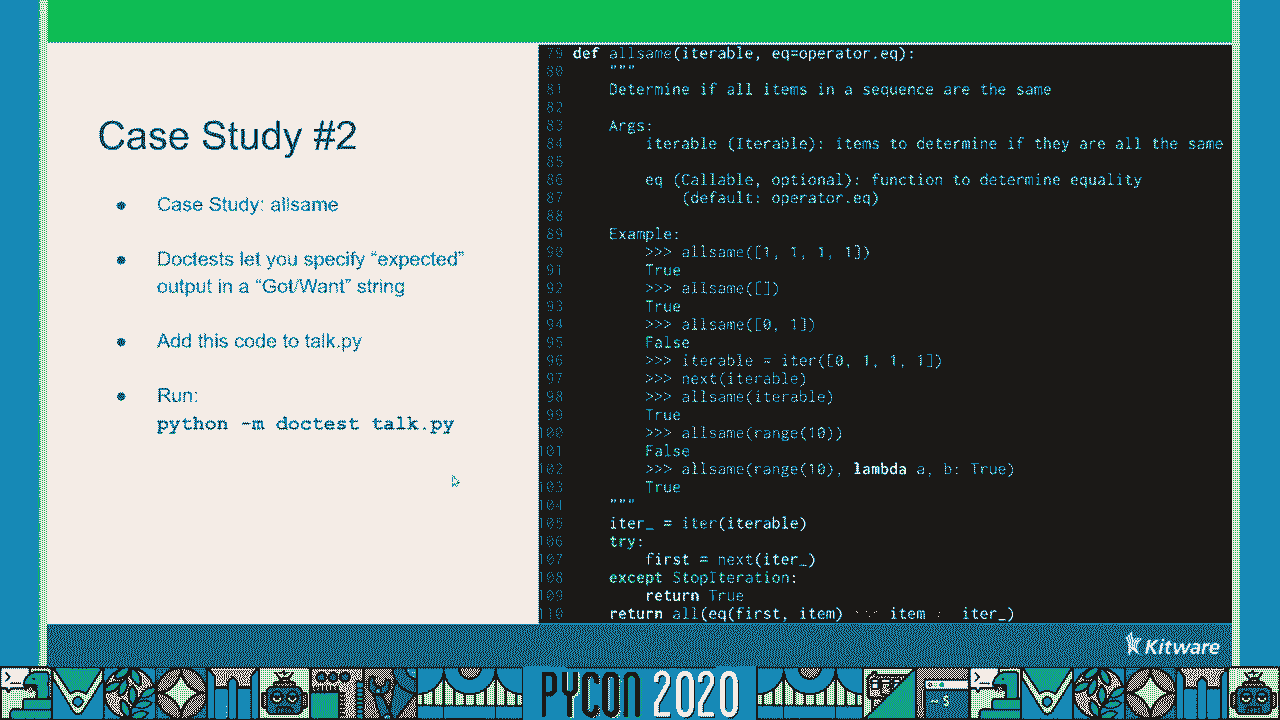 Case Study #2
● Case Study: allsame
● Doctests let you specify “expected”
output in a “Got/Want” string
● Add this code to talk.py
● Run:
python -m doctest talk.py
79 def allsame(iterable, eq=operator.eq):
80 """
81 Determine if all items in a sequence are the same
82
83 Args:
84 iterable (Iterable): items to determine if they are all the same
85
86 eq (Callable, optional): function to determine equality
87 (default: operator.eq)
88
89 Example:
90 >>> allsame([1, 1, 1, 1])
91 True
92 >>> allsame([])
93 True
94 >>> allsame([0, 1])
95 False
96 >>> iterable = iter([0, 1, 1, 1])
97 >>> next(iterable)
98 >>> allsame(iterable)
99 True
100 >>> allsame(range(10))
101 False
102 >>> allsame(range(10), lambda a, b: True)
103 True
104 """
105 iter_ = iter(iterable)
106 try:
107 first = next(iter_)
108 except StopIteration:
109 return True
110 return all(eq(first, item) item iter_)
Kitware
PYCON 2020
~ $